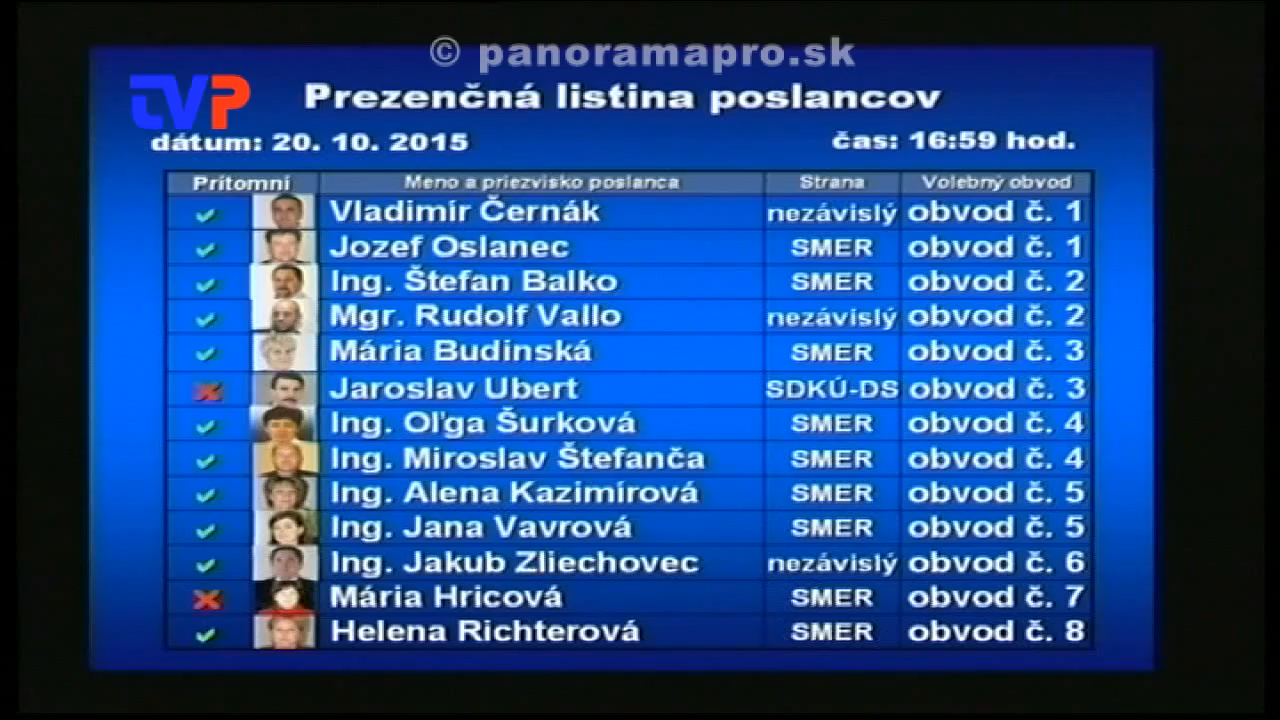 © panoramapro.sk
TVP
Prezenčná listina poslancov
dátum: 20. 10. 2015 čas: 16:59 hod.
Prítomní Meno a priezvisko poslanca Strana Volebný obvod
Vladimír Černák nezávislý obvod č. 1
Jozef Oslanec SMER obvod č. 1
Ing. Štefan Balko SMER obvod č. 2
Mgr. Rudolf Vallo nezávislý obvod č. 2
Mária Budinská SMER obvod č. 3
Jaroslav Ubert SDKÚ-DS obvod č. 3
Ing. Oľga Šurková SMER obvod č. 4
Ing. Miroslav Štefanča SMER obvod č. 4
Ing. Alena Kazimírová SMER obvod č. 5
Ing. Jana Vavrová SMER obvod č. 5
Ing. Jakub Zliechovec nezávislý obvod č. 6
Mária Hricová SMER obvod č. 7
Helena Richterová SMER obvod č. 8